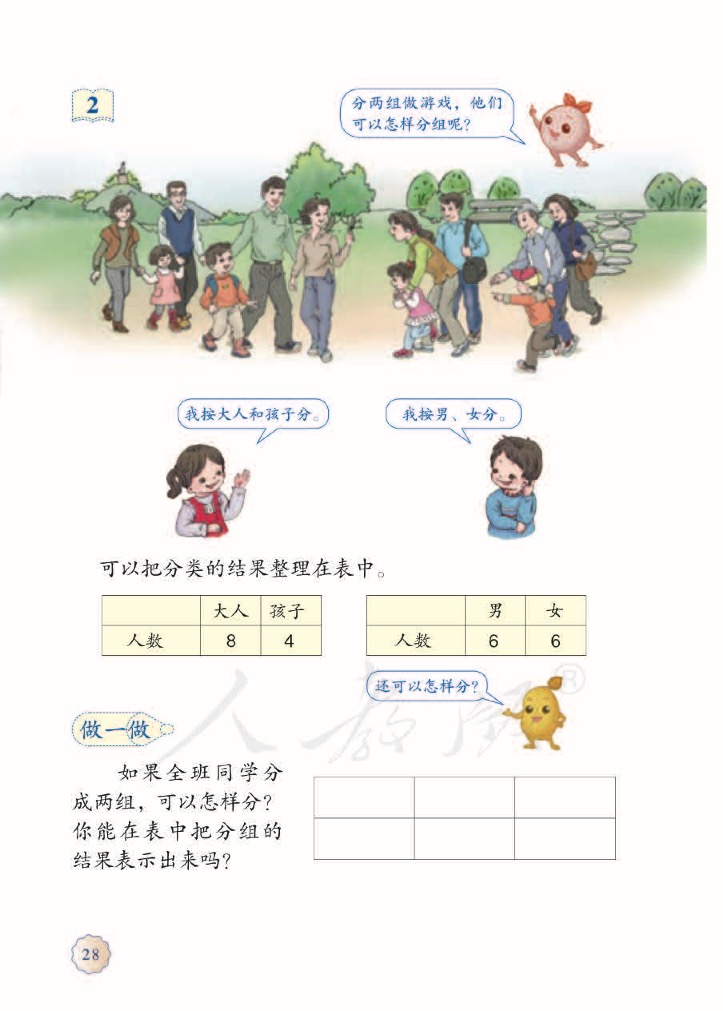 2
分两组做游戏，他们
可以怎样分组呢？
我按大人和孩子分。
我按男、女分。
可以把分类的结果整理在表中。
大人 孩子
人数 8 4
男 女
人数 6 6
还可以怎样分？
做一做
如果全班同学分
成两组，可以怎样分？
你能在表中把分组的
结果表示出来吗？
人教版®
28